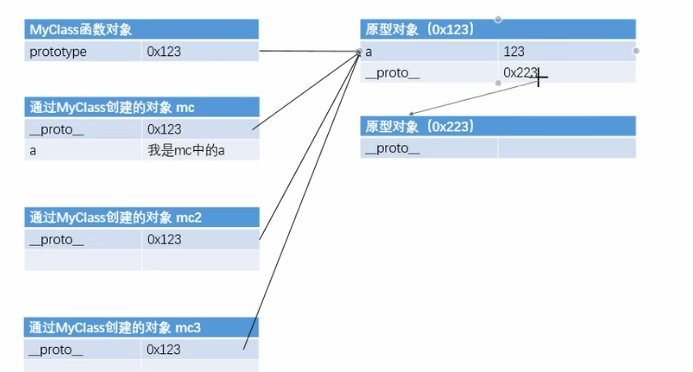 MyClass函数对象
prototype 0x123
通过MyClass创建的对象 mc
__proto__ 0x123
a 我是mc中的a
通过MyClass创建的对象 mc2
__proto__ 0x123
通过MyClass创建的对象 mc3
__proto__ 0x123
原型对象（0x123）
a 123
__proto__ 0x223
原型对象（0x223）
__proto__